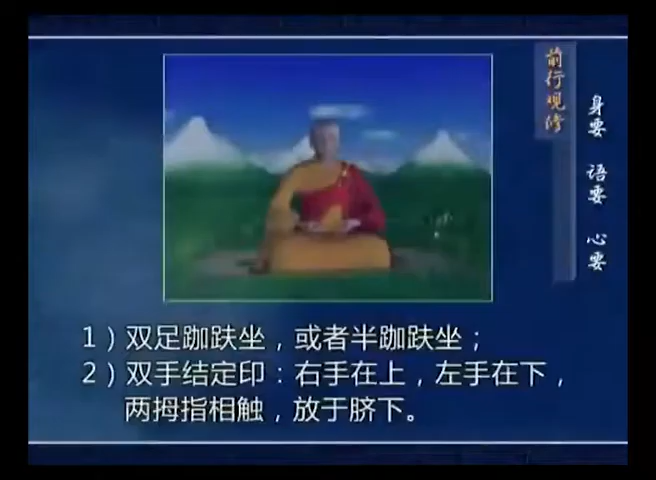 前行观修
身要 语要 心要
1）双足跏趺坐，或者半跏趺坐；
2）双手结定印：右手在上，左手在下，
两拇指相触，放于脐下。